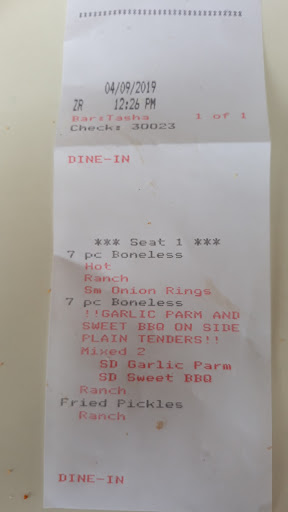 04/09/2019
ZR 12:26 PM
Bar:Tasha 1 of 1
Check: 30023
DINE-IN
*** Seat 1 ***
7 pc Boneless
Hot
Ranch
Sm Onion Rings
7 pc Boneless
!!GARLIC PARM AND
SWEET BBQ ON SIDE
PLAIN TENDERS!!
Mixed 2
SD Garlic Parm
SD Sweet BBQ
Ranch
Fried Pickles
Ranch
DINE-IN